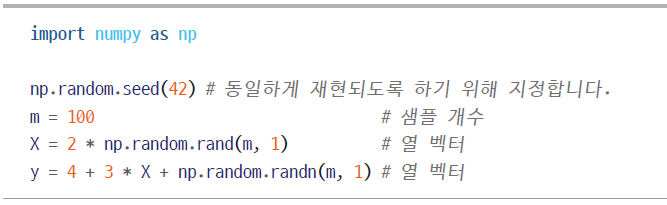 import numpy as np
np.random.seed(42) # 동일하게 재현되도록 하기 위해 지정합니다.
m = 100 # 샘플 개수
X = 2 * np.random.rand(m, 1) # 열 벡터
y = 4 + 3 * X + np.random.randn(m, 1) # 열 벡터